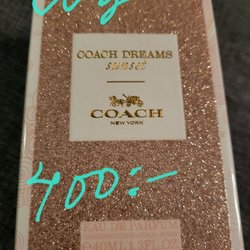 COACH DREAMS
sunset
COACH
NEW YORK
400:-
EAU DE PARFUM